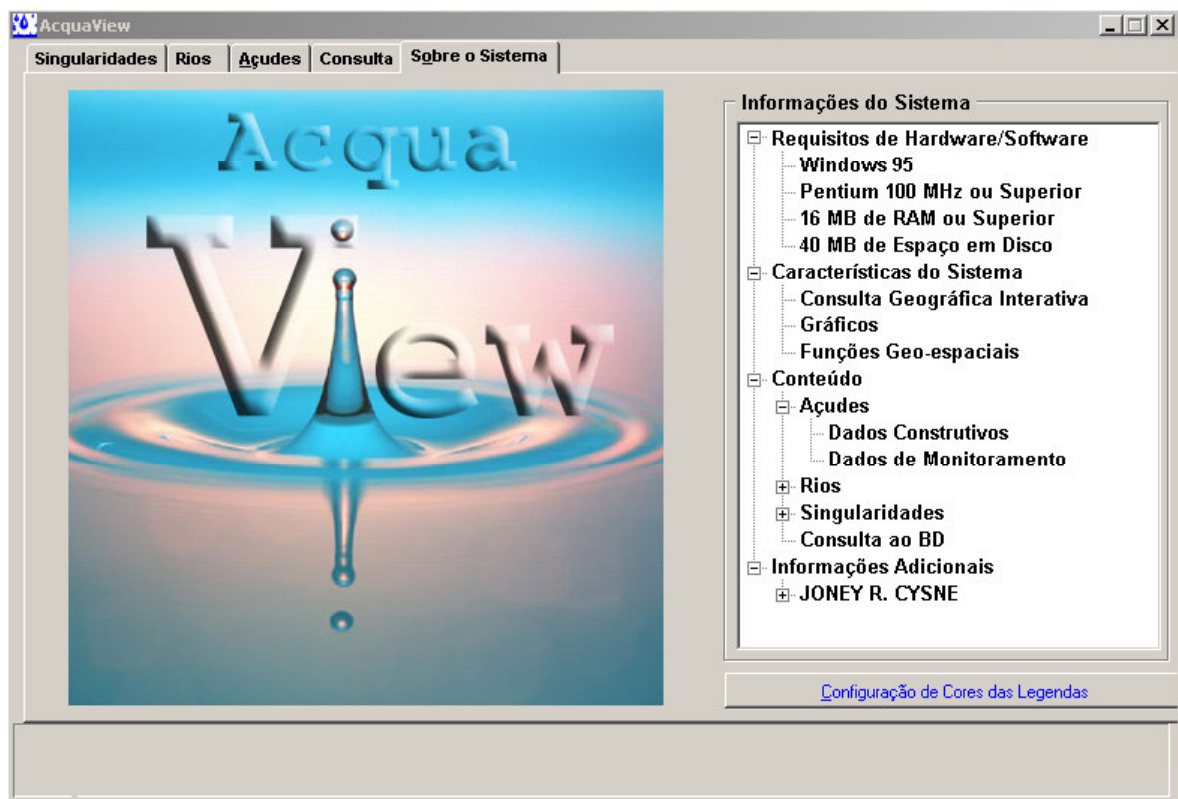 AcquaView
Singularidades Rios Açudes Consulta Sobre o Sistema
Acqua
View
Informações do Sistema
Requisitos de Hardware/Software
Windows 95
Pentium 100 MHz ou Superior
16 MB de RAM ou Superior
40 MB de Espaço em Disco
Características do Sistema
Consulta Geográfica Interativa
Gráficos
Funções Geo-espaciais
Conteúdo
Açudes
Dados Construtivos
Dados de Monitoramento
Rios
Singularidades
Consulta ao BD
Informações Adicionais
JONEY R. CYSNE
Configuração de Cores das Legendas